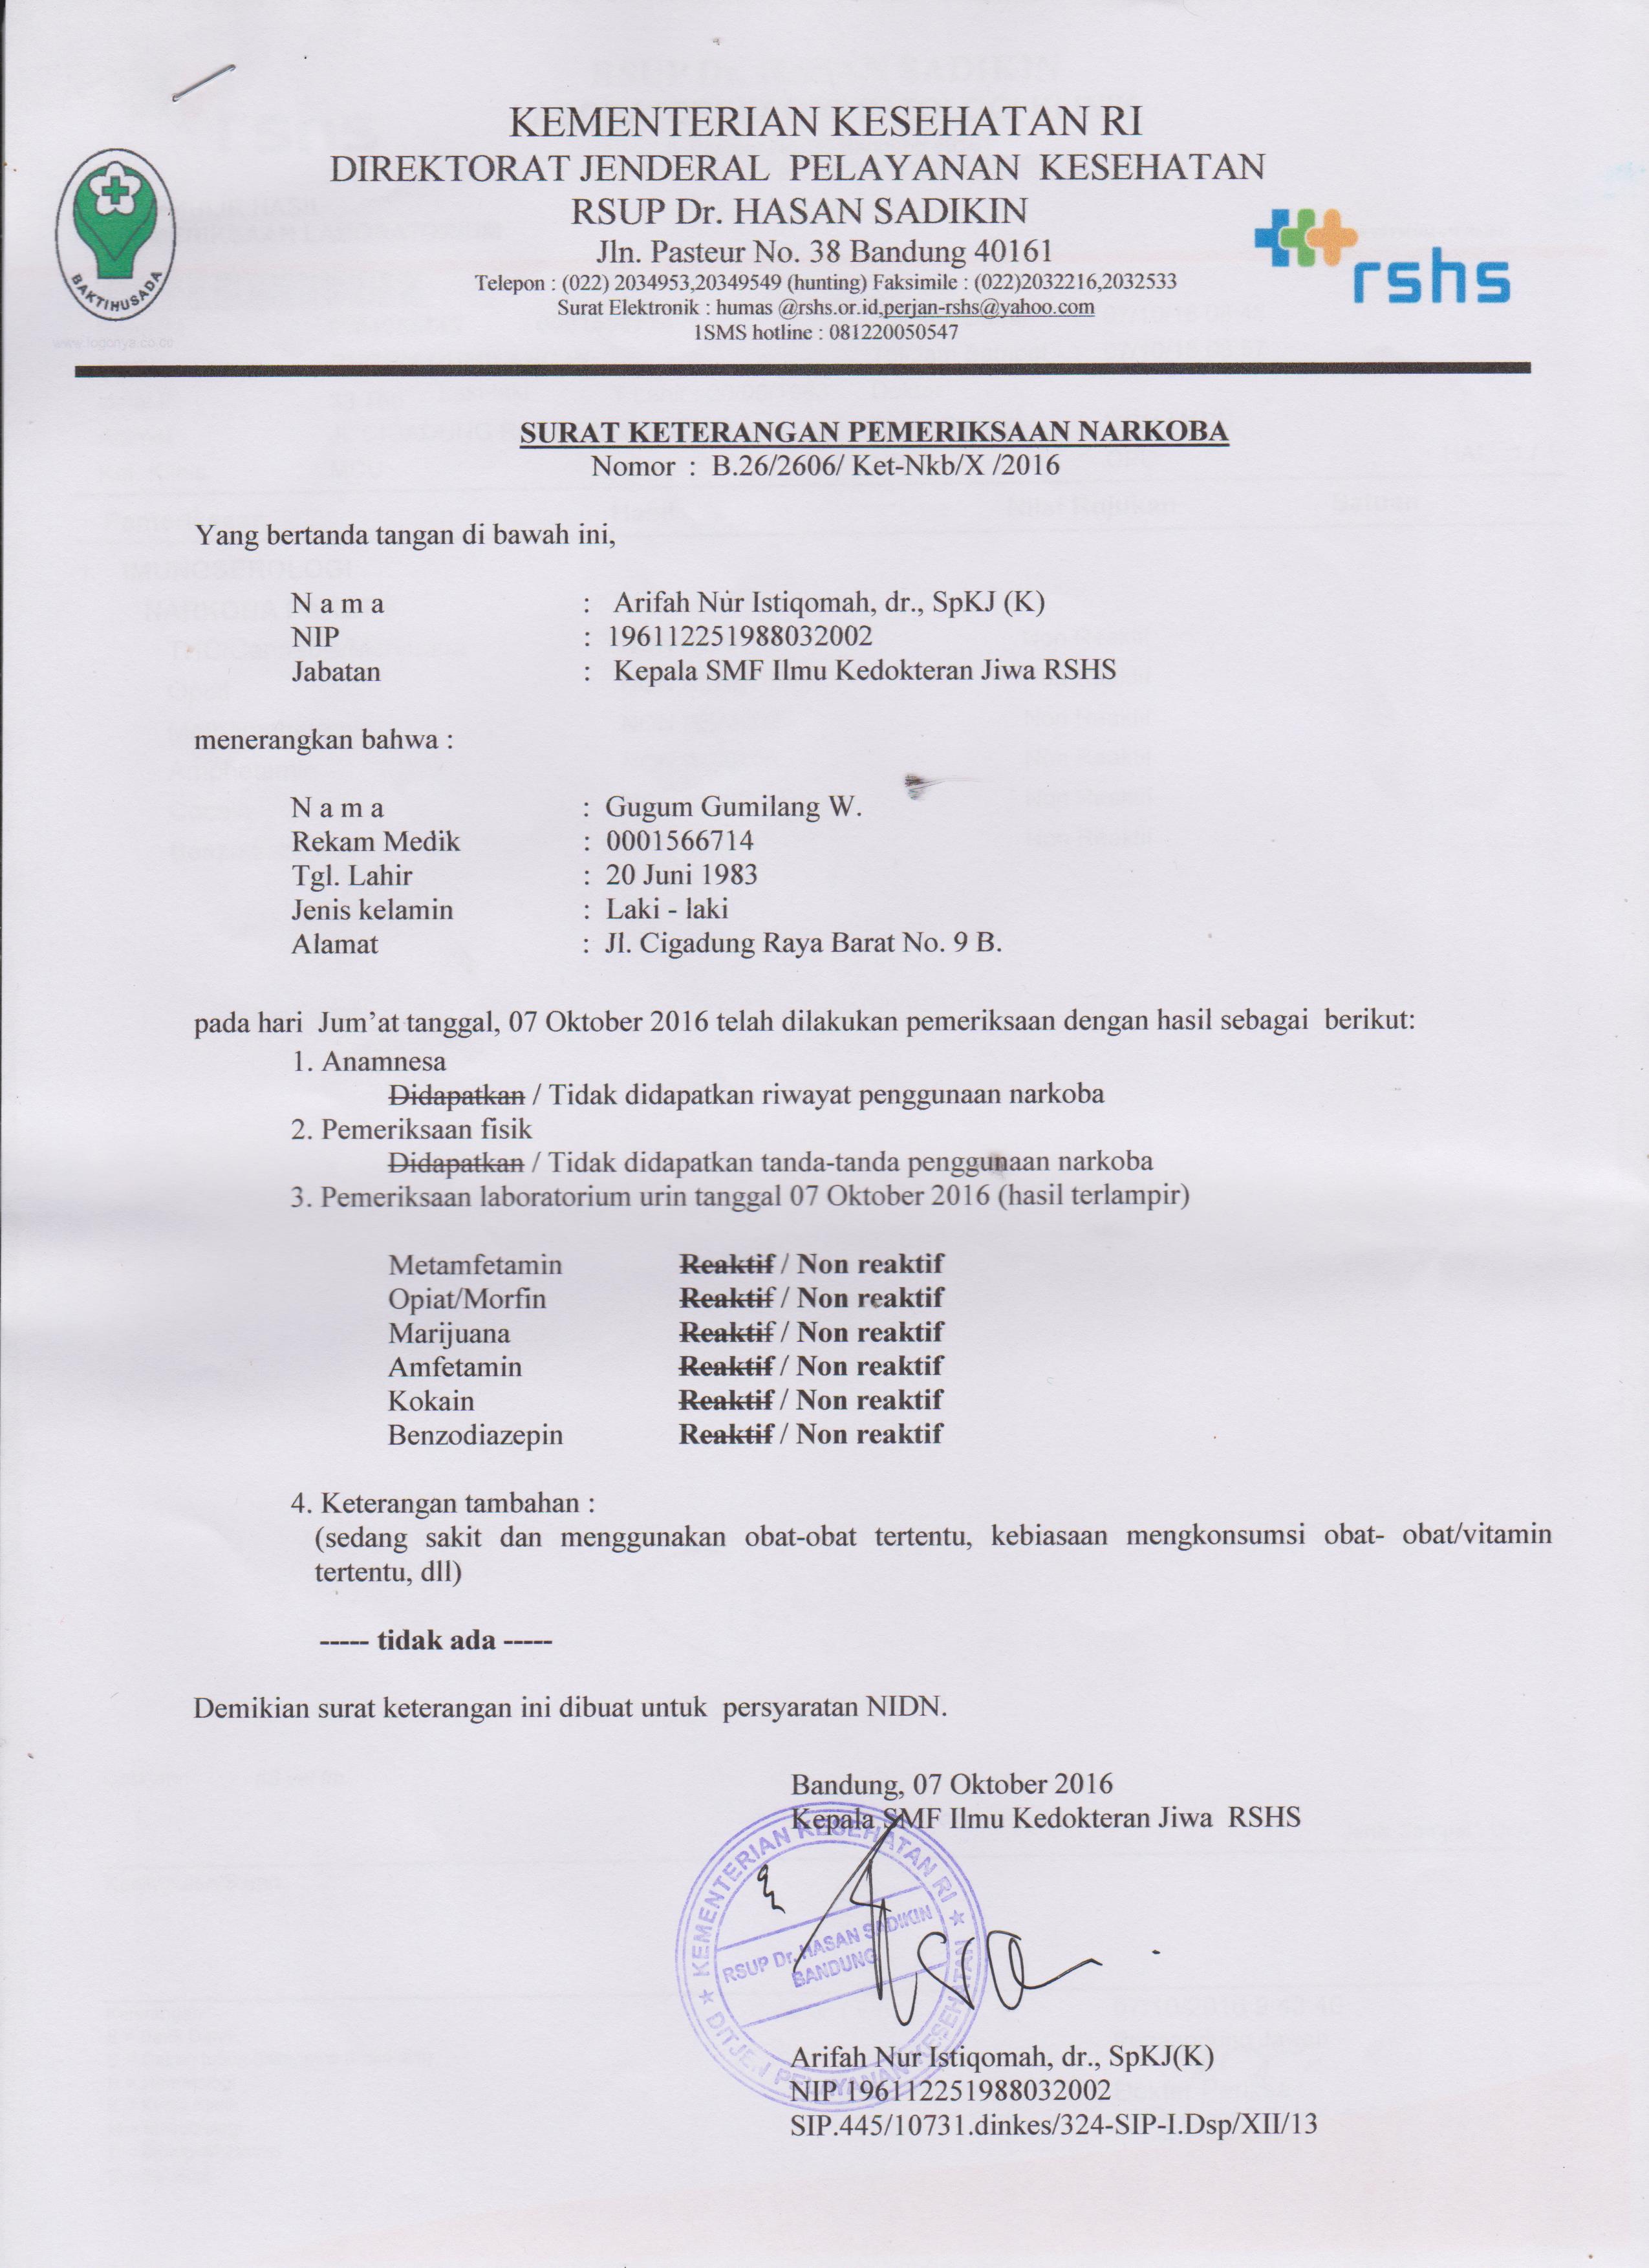 KEMENTERIAN KESEHATAN RI
DIREKTORAT JENDERAL PELAYANAN KESEHATAN
RSUP Dr. HASAN SADIKIN
Jln. Pasteur No. 38 Bandung 40161
Telepon : (022) 2034953,20349549 (hunting) Faksimile : (022)2032216,2032533
Surat Elektronik : humas @rshs.or.id,perjan-rshs@yahoo.com
1SMS hotline : 081220050547
BAKTI HUSADA
www.logonya.co.cc
rshs
SURAT KETERANGAN PEMERIKSAAN NARKOBA
Nomor : B.26/2606/ Ket-Nkb/X /2016
Yang bertanda tangan di bawah ini,
N a m a : Arifah Nur Istiqomah, dr., SpKJ (K)
NIP : 196112251988032002
Jabatan : Kepala SMF Ilmu Kedokteran Jiwa RSHS
menerangkan bahwa :
N a m a : Gugum Gumilang W.
Rekam Medik : 0001566714
Tgl. Lahir : 20 Juni 1983
Jenis kelamin : Laki - laki
Alamat : Jl. Cigadung Raya Barat No. 9 B.
pada hari Jum’at tanggal, 07 Oktober 2016 telah dilakukan pemeriksaan dengan hasil sebagai berikut:
1. Anamnesa
Didapatkan / Tidak didapatkan riwayat penggunaan narkoba
2. Pemeriksaan fisik
Didapatkan / Tidak didapatkan tanda-tanda penggunaan narkoba
3. Pemeriksaan laboratorium urin tanggal 07 Oktober 2016 (hasil terlampir)
Metamfetamin Reaktif / Non reaktif
Opiat/Morfin Reaktif / Non reaktif
Marijuana Reaktif / Non reaktif
Amfetamin Reaktif / Non reaktif
Kokain Reaktif / Non reaktif
Benzodiazepin Reaktif / Non reaktif
4. Keterangan tambahan :
(sedang sakit dan menggunakan obat-obat tertentu, kebiasaan mengkonsumsi obat- obat/vitamin
tertentu, dll)
----- tidak ada -----
Demikian surat keterangan ini dibuat untuk persyaratan NIDN.
Bandung, 07 Oktober 2016
Kepala SMF Ilmu Kedokteran Jiwa RSHS
KEMENTERIAN KESEHATAN RI
RSUP Dr. HASAN SADIKIN
BANDUNG
DITJEN PELAYANAN KESEHATAN
Arifah Nur Istiqomah, dr., SpKJ(K)
NIP 196112251988032002
SIP.445/10731.dinkes/324-SIP-I.Dsp/XII/13